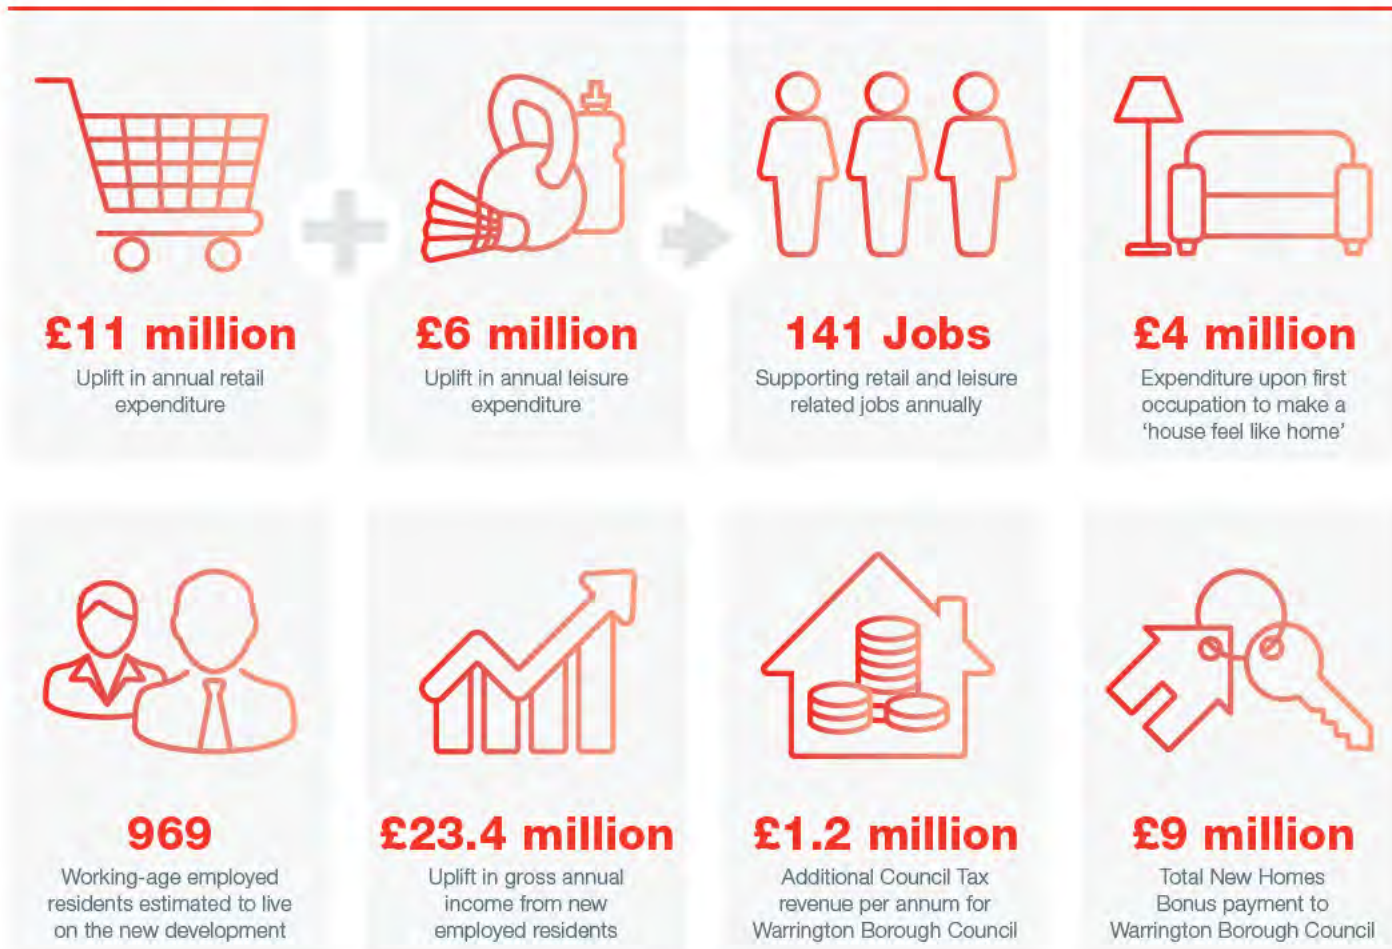 £11 million
Uplift in annual retail
expenditure
£6 million
Uplift in annual leisure
expenditure
141 Jobs
Supporting retail and leisure
related jobs annually
£4 million
Expenditure upon first
occupation to make a
‘house feel like home’
969
Working-age employed
residents estimated to live
on the new development
£23.4 million
Uplift in gross annual
income from new
employed residents
£1.2 million
Additional Council Tax
revenue per annum for
Warrington Borough Council
£9 million
Total New Homes
Bonus payment to
Warrington Borough Council